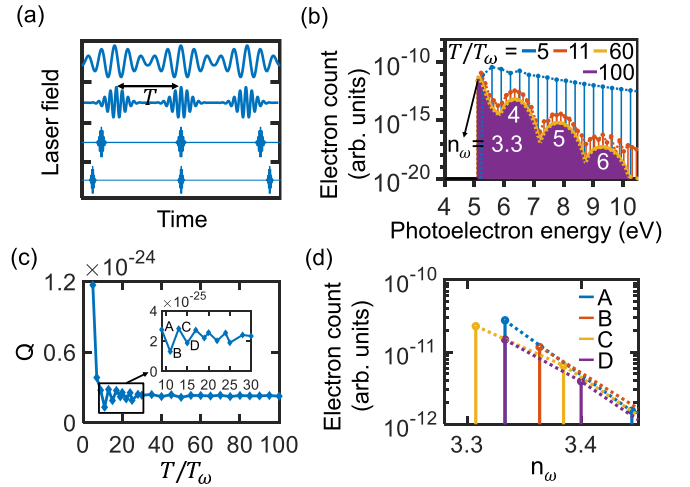 (a)
Laser field
T
Time
(b)
Electron count
(arb. units)
10⁻¹⁰
10⁻¹⁵
10⁻²⁰
T/Tω = 5 11 60
100
nω=
3.3
4
5
6
4 5 6 7 8 9 10
Photoelectron energy (eV)
(c)
× 10⁻²⁴
Q
1.2
0.6
0
× 10⁻²⁵
4
2
0
A
B
C
D
10 15 20 25 30
0 20 40 60 80 100
T/Tω
(d)
Electron count
(arb. units)
10⁻¹⁰
10⁻¹¹
10⁻¹²
A
B
C
D
3.3 3.4
nω